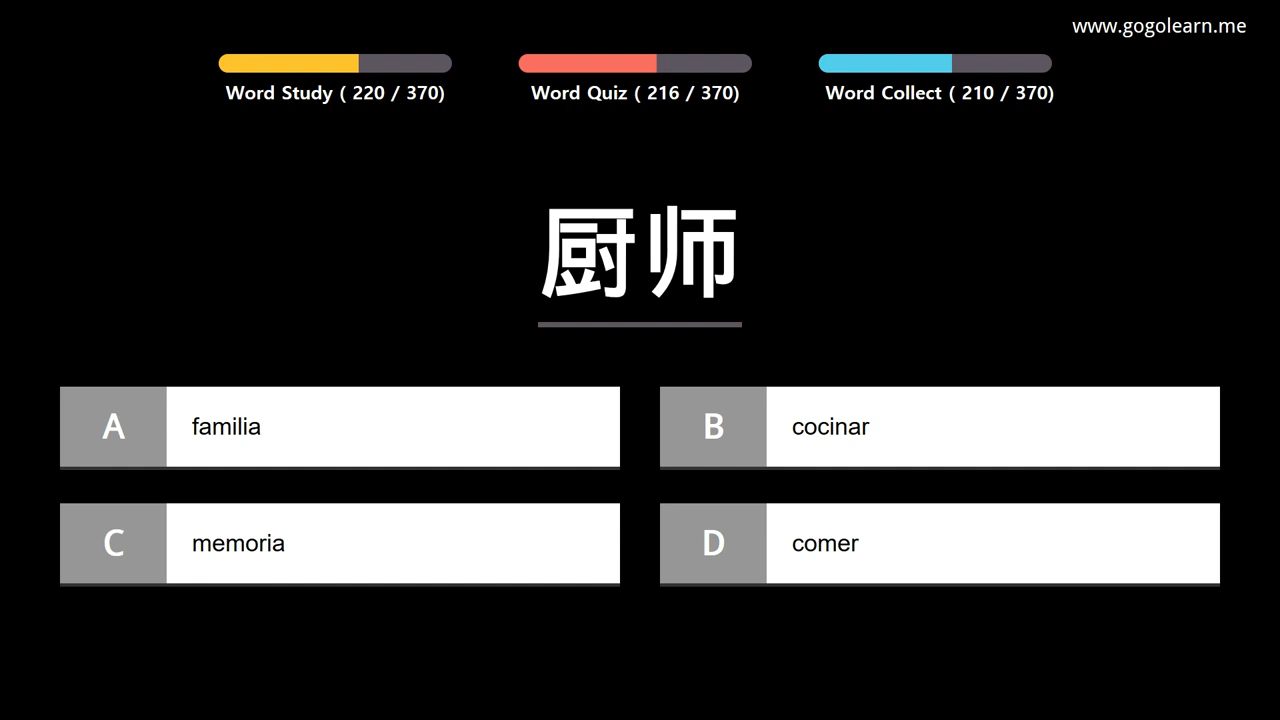 www.gogolearn.me
Word Study ( 220 / 370)
Word Quiz ( 216 / 370)
Word Collect ( 210 / 370)
厨师
A familia
B cocinar
C memoria
D comer